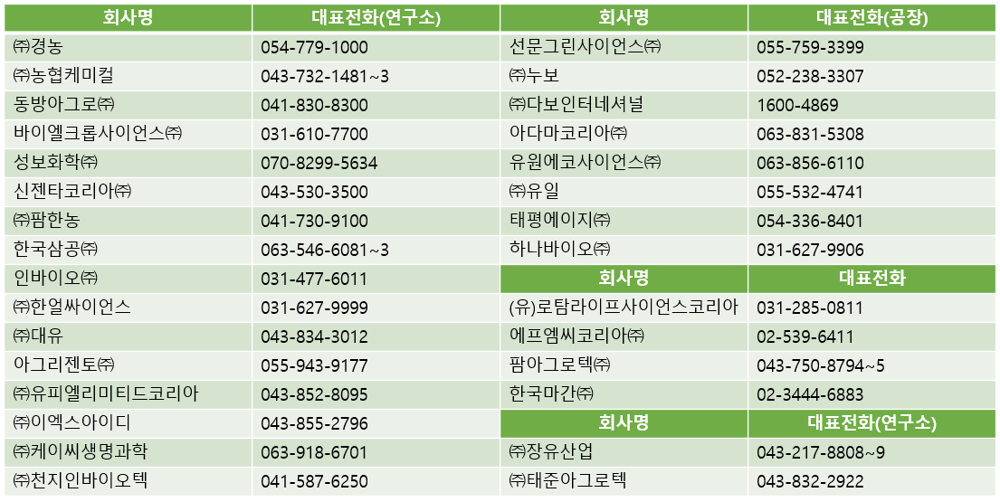 회사명 대표전화(연구소) 회사명 대표전화(공장)
㈜경농 054-779-1000 선문그린사이언스㈜ 055-759-3399
㈜농협케미컬 043-732-1481~3 ㈜누보 052-238-3307
동방아그로㈜ 041-830-8300 ㈜다보인터네셔널 1600-4869
바이엘크롭사이언스㈜ 031-610-7700 아다마코리아㈜ 063-831-5308
성보화학㈜ 070-8299-5634 유원에코사이언스㈜ 063-856-6110
신젠타코리아㈜ 043-530-3500 ㈜유일 055-532-4741
㈜팜한농 041-730-9100 태평에이지㈜ 054-336-8401
한국삼공㈜ 063-546-6081~3 하나바이오㈜ 031-627-9906
인바이오㈜ 031-477-6011 회사명 대표전화
㈜한얼싸이언스 031-627-9999 (유)로탐라이프사이언스코리아 031-285-0811
㈜대유 043-834-3012 에프엠씨코리아㈜ 02-539-6411
아그리젠토㈜ 055-943-9177 팜아그로텍㈜ 043-750-8794~5
㈜유피엘리미티드코리아 043-852-8095 한국마간㈜ 02-3444-6883
㈜이엑스아이디 043-855-2796 회사명 대표전화(연구소)
㈜케이씨생명과학 063-918-6701 ㈜장유산업 043-217-8808~9
㈜천지인바이오텍 041-587-6250 ㈜태준아그로텍 043-832-2922